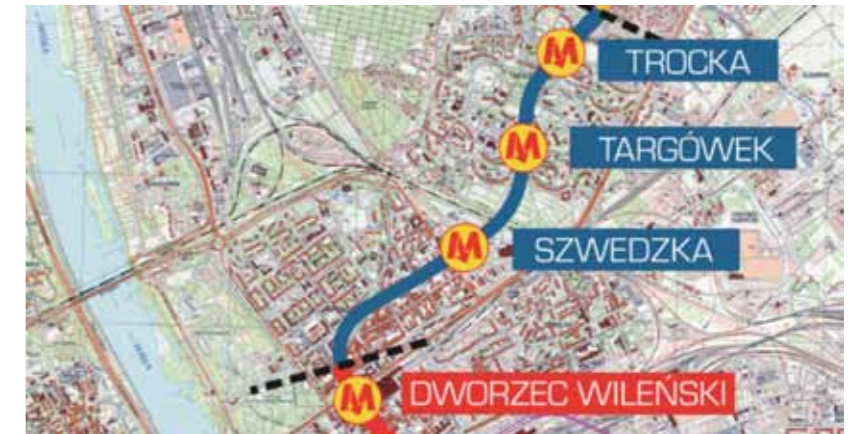 M TROCKA
M TARGÓWEK
M SZWEDZKA
M DWORZEC WILEŃSKI